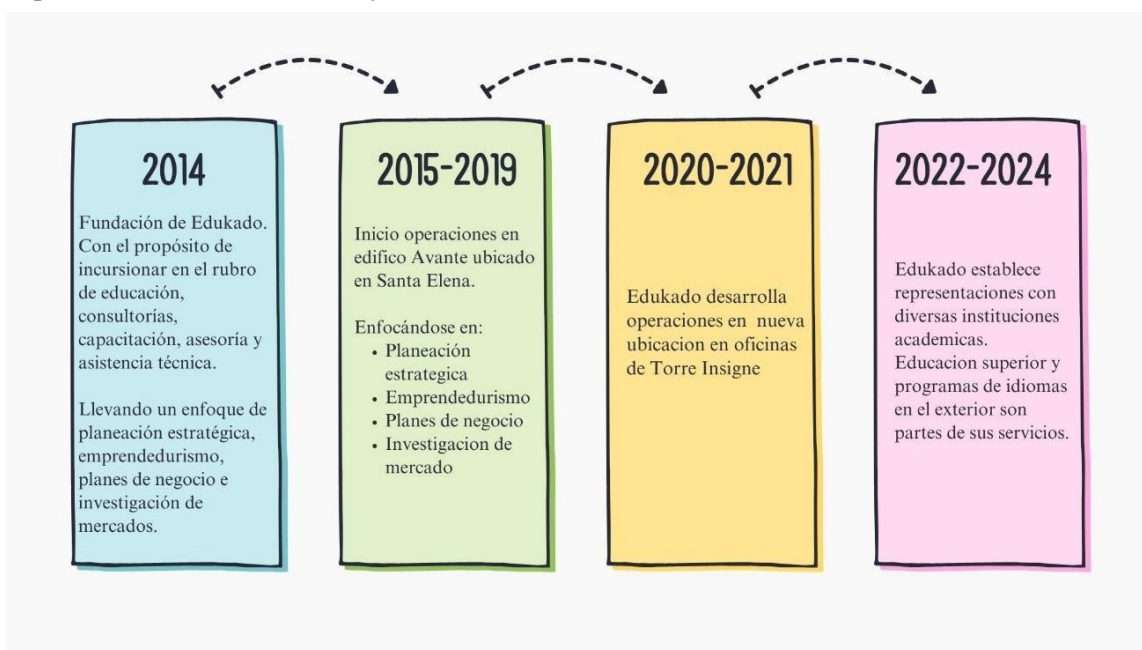 2014
Fundación de Edukado.
Con el propósito de
incursionar en el rubro
de educación,
consultorías,
capacitación, asesoría y
asistencia técnica.
Llevando un enfoque de
planeación estratégica,
emprendedurismo,
planes de negocio e
investigación de
mercados.
2015-2019
Inicio operaciones en
edifico Avante ubicado
en Santa Elena.
Enfocándose en:
• Planeación
estrategica
• Emprendedurismo
• Planes de negocio
• Investigacion de
mercado
2020-2021
Edukado desarrolla
operaciones en nueva
ubicacion en oficinas
de Torre Insigne
2022-2024
Edukado establece
representaciones con
diversas instituciones
academicas.
Educacion superior y
programas de idiomas
en el exterior son
partes de sus servicios.